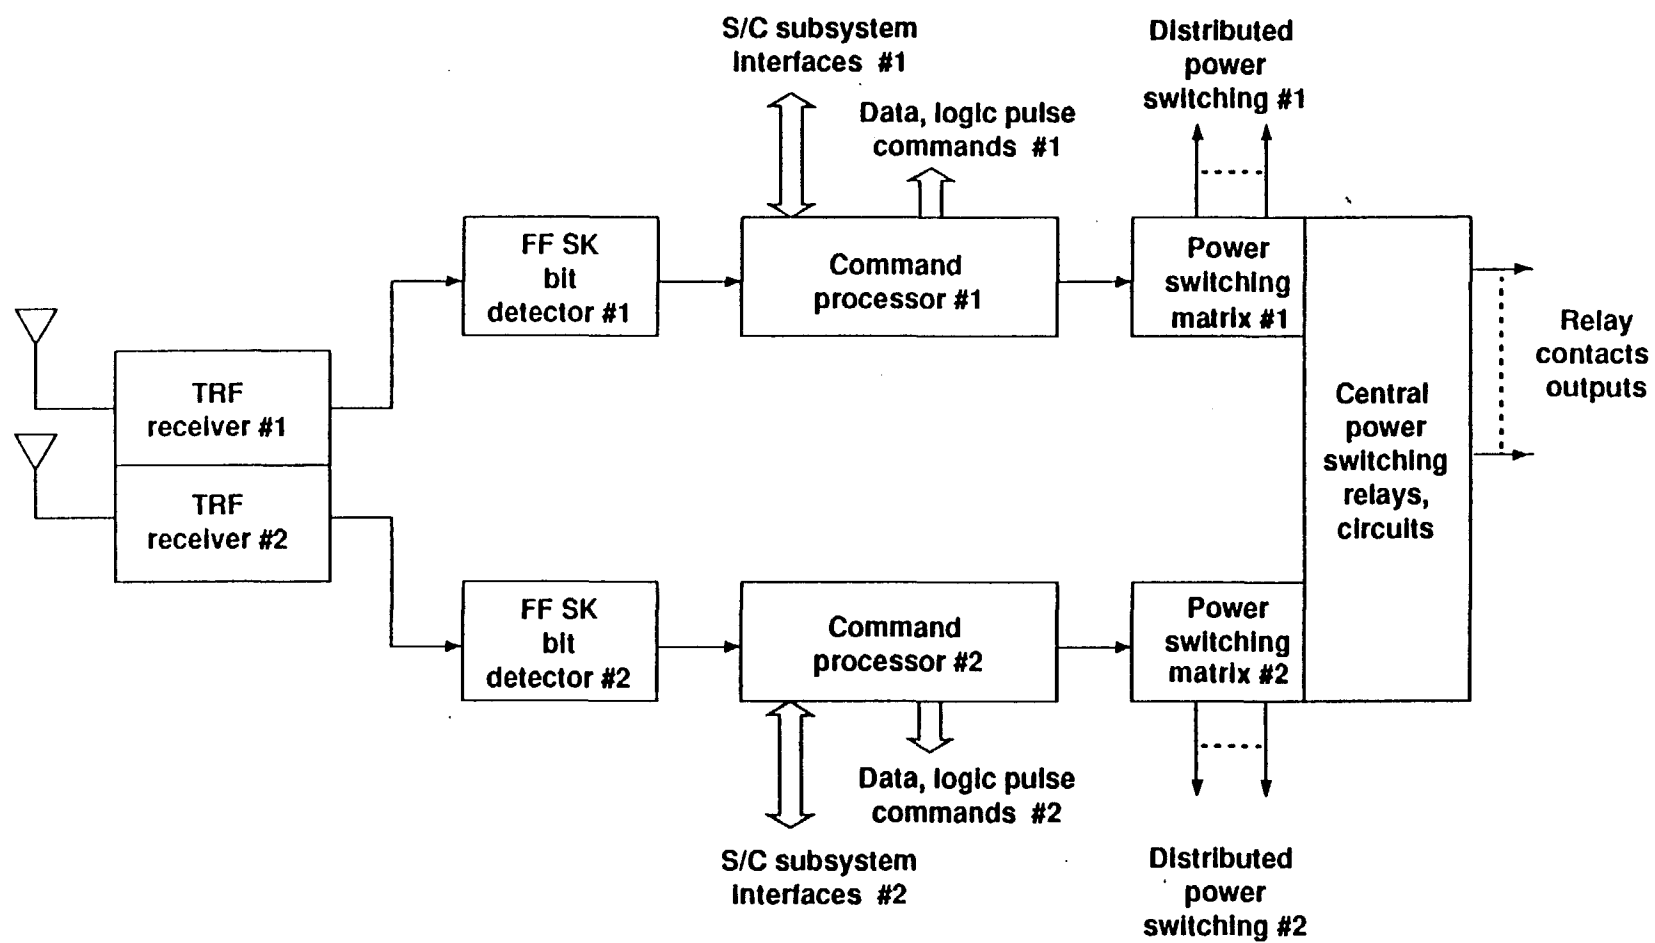 S/C subsystem
Interfaces #1
Distributed
power
switching #1
Data, logic pulse
commands #1
FF SK
bit
detector #1
Command
processor #1
Power
switching
matrix #1
TRF
receiver #1
TRF
receiver #2
Central
power
switching
relays,
circuits
Relay
contacts
outputs
FF SK
bit
detector #2
Command
processor #2
Power
switching
matrix #2
Data, logic pulse
commands #2
S/C subsystem
Interfaces #2
Distributed
power
switching #2